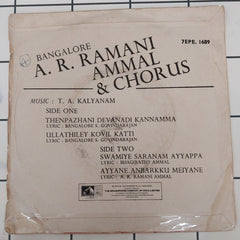 7EPE. 1689
BANGALORE
A. R. RAMANI
AMMAL
& CHORUS
MUSIC : T. A. KALYANAM
SIDE ONE
THENPAZHANI DEVANADI KANNAMMA
LYRIC : BANGALORE S. GOVINDARAJAN
ULLATHILEY KOVIL KATTI
LYRIC : BANGALORE S. GOVINDARAJAN
SIDE TWO
SWAMIYE SARANAM AYYAPPA
LYRIC : BHAGIRATHI AMMAL
AYYANE ANBARKKU MEIYANE
LYRIC : A. R. RAMANI AMMAL